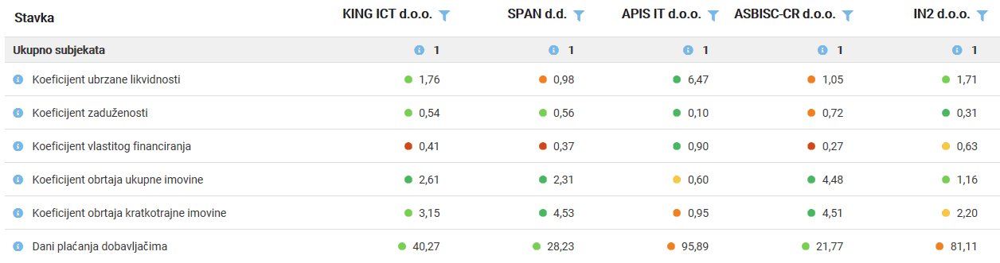 Stavka KING ICT d.o.o. SPAN d.d. APIS IT d.o.o. ASBISC-CR d.o.o. IN2 d.o.o.
Ukupno subjekata 1 1 1 1 1
Koeficijent ubrzane likvidnosti 1,76 0,98 6,47 1,05 1,71
Koeficijent zaduženosti 0,54 0,56 0,10 0,72 0,31
Koeficijent vlastitog financiranja 0,41 0,37 0,90 0,27 0,63
Koeficijent obrtaja ukupne imovine 2,61 2,31 0,60 4,48 1,16
Koeficijent obrtaja kratkotrajne imovine 3,15 4,53 0,95 4,51 2,20
Dani plaćanja dobavljačima 40,27 28,23 95,89 21,77 81,11